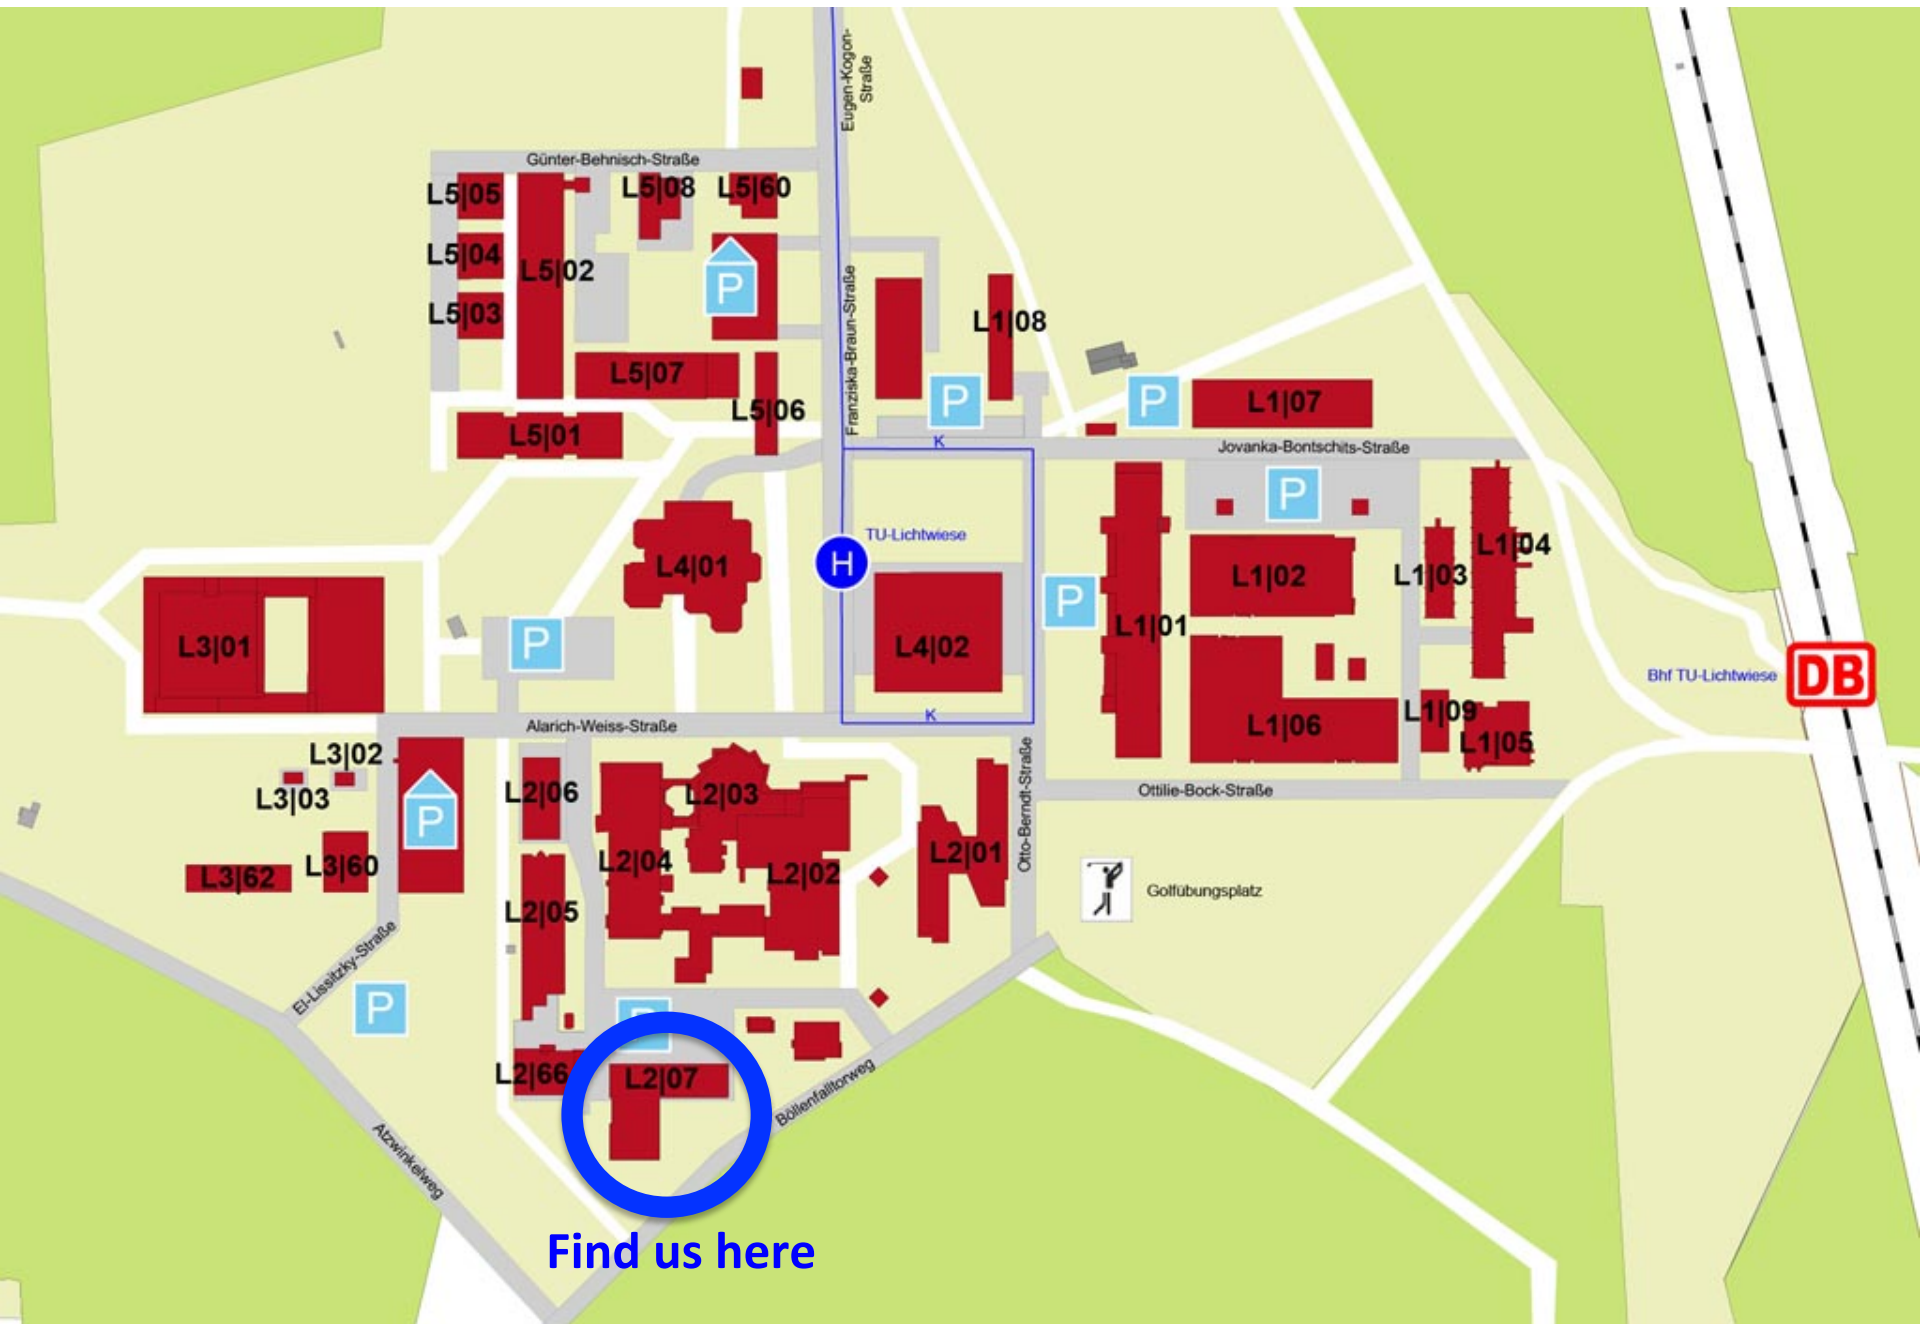 Eugen-Kogon-
Straße
Günter-Behnisch-Straße
L5|05
L5|08
L5|60
L5|04
L5|02
P
L5|03
Franziska-Braun-Straße
L1|08
L5|07
L5|06
P
P
L1|07
L5|01
K
Jovanka-Bontschits-Straße
P
TU-Lichtwiese
H
L4|01
L1|04
L1|02
L1|03
P
L1|01
L3|01
P
L4|02
Bhf TU-Lichtwiese
DB
K
Alarich-Weiss-Straße
L1|06
L1|09
L1|05
L3|02
L3|03
P
L2|06
L2|03
Otto-Berndt-Straße
Ottilie-Bock-Straße
L3|62
L3|60
L2|04
L2|02
L2|01
Golfübungsplatz
L2|05
El-Lissitzky-Straße
P
P
L2|66
L2|07
Böllenfalltorweg
Atzwinkelweg
Find us here